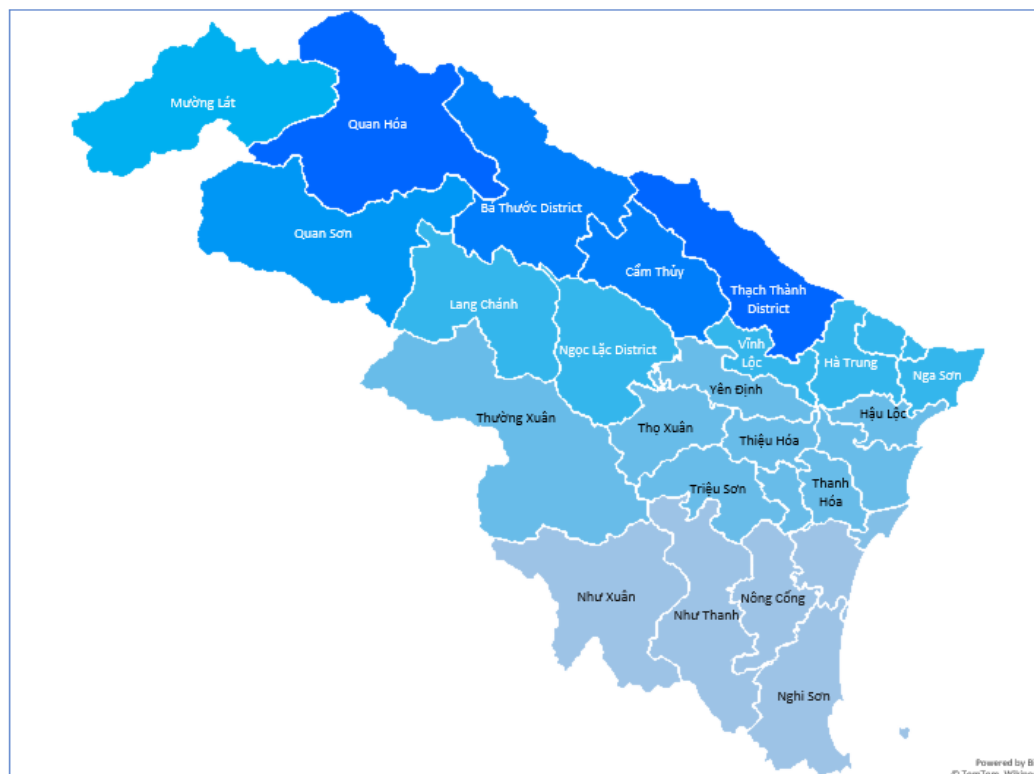 Mường Lát
Quan Hóa
Bá Thước District
Quan Sơn
Cẩm Thủy
Thạch Thành
District
Lang Chánh
Ngọc Lặc District
Vĩnh
Lộc
Hà Trung
Nga Sơn
Yên Định
Hậu Lộc
Thường Xuân
Thọ Xuân
Thiệu Hóa
Triệu Sơn
Thanh
Hóa
Như Xuân
Như Thanh
Nông Cống
Nghi Sơn
Powered by B
© TomTom, Wikip